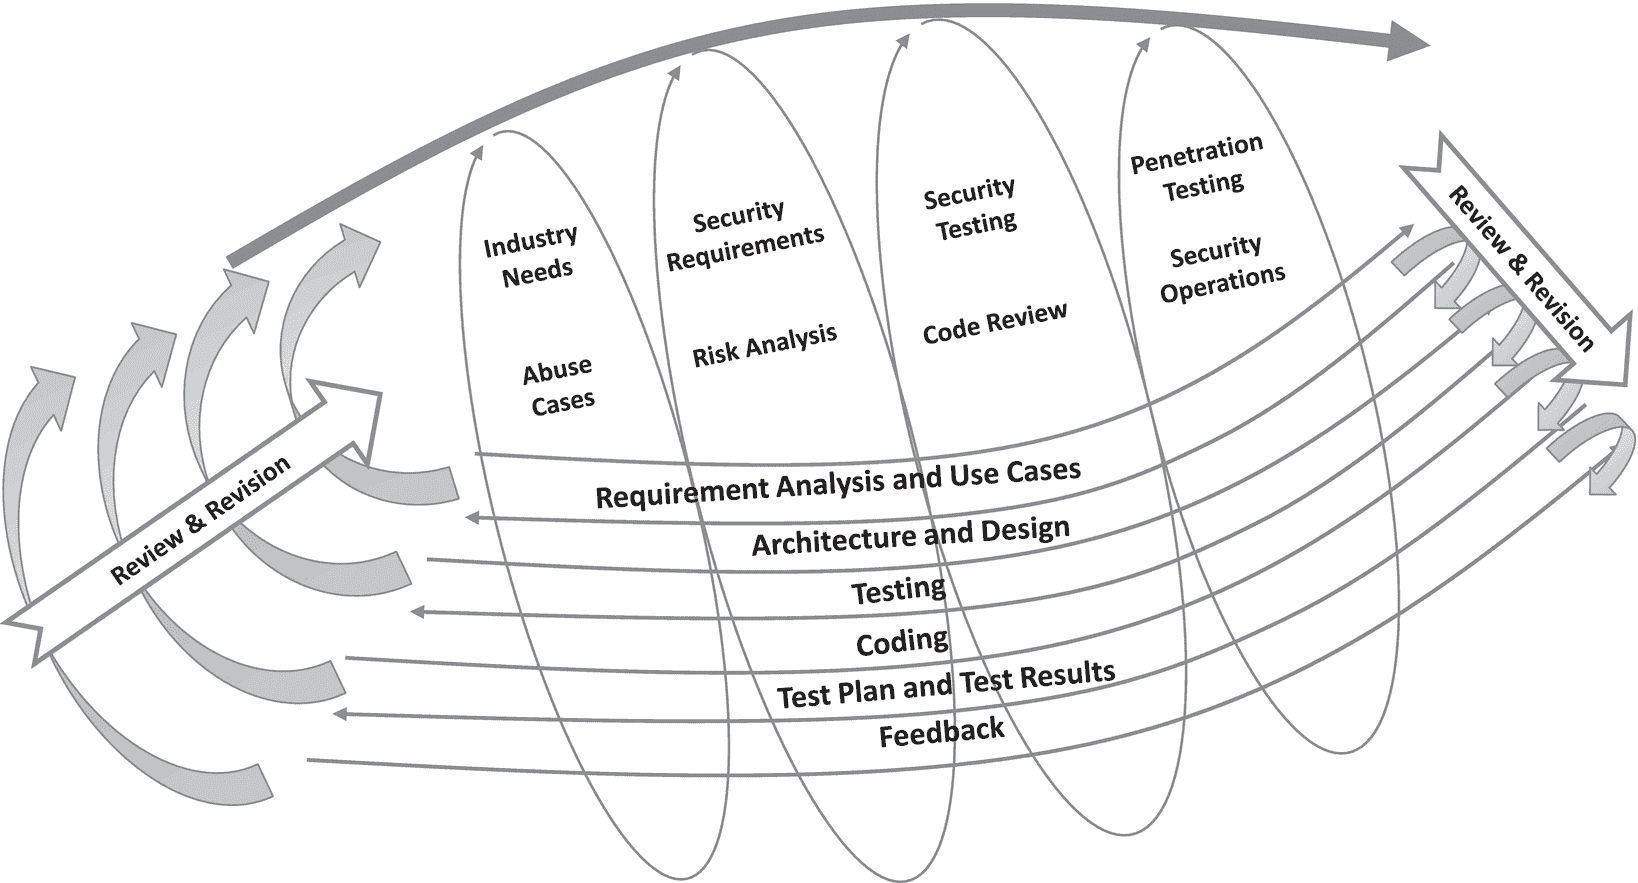 Industry
Needs
Abuse
Cases
Security
Requirements
Risk Analysis
Security
Testing
Code Review
Penetration
Testing
Security
Operations
Review & Revision
Review & Revision
Requirement Analysis and Use Cases
Architecture and Design
Testing
Coding
Test Plan and Test Results
Feedback